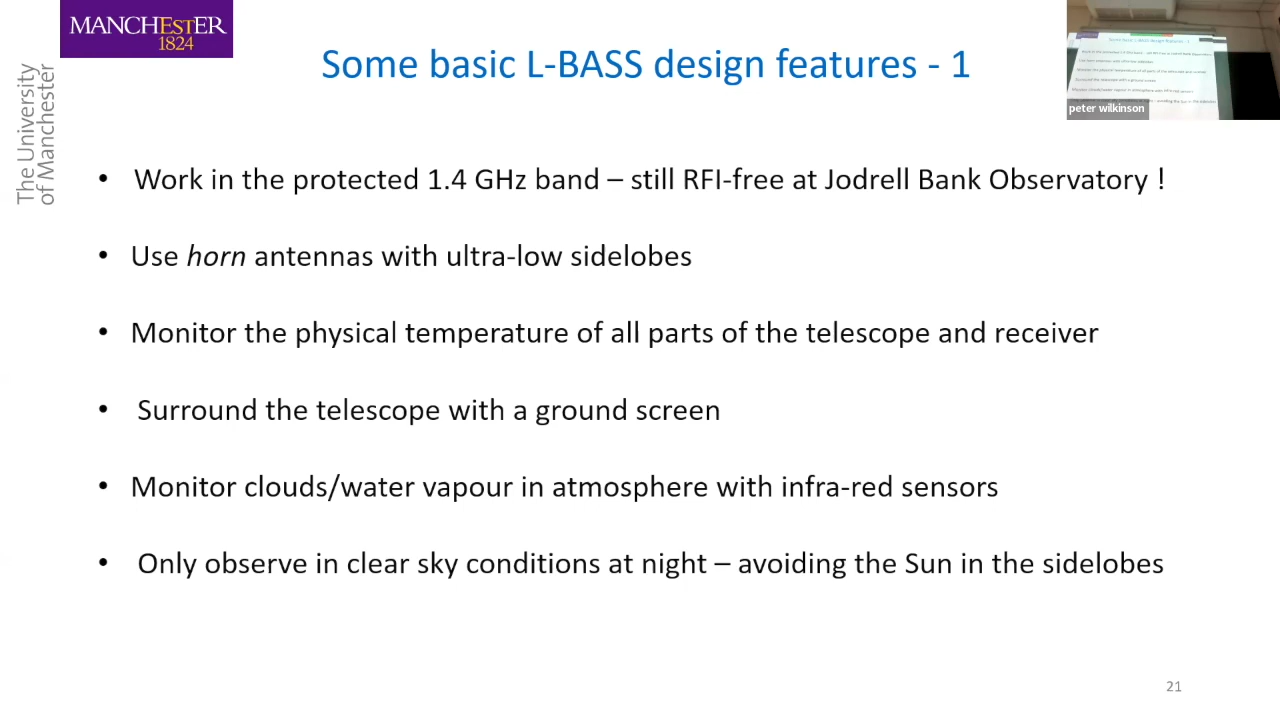 MANCHESTER
1824
The University
of Manchester
Some basic L-BASS design features - 1
peter wilkinson
• Work in the protected 1.4 GHz band – still RFI-free at Jodrell Bank Observatory !
• Use horn antennas with ultra-low sidelobes
• Monitor the physical temperature of all parts of the telescope and receiver
• Surround the telescope with a ground screen
• Monitor clouds/water vapour in atmosphere with infra-red sensors
• Only observe in clear sky conditions at night – avoiding the Sun in the sidelobes
21